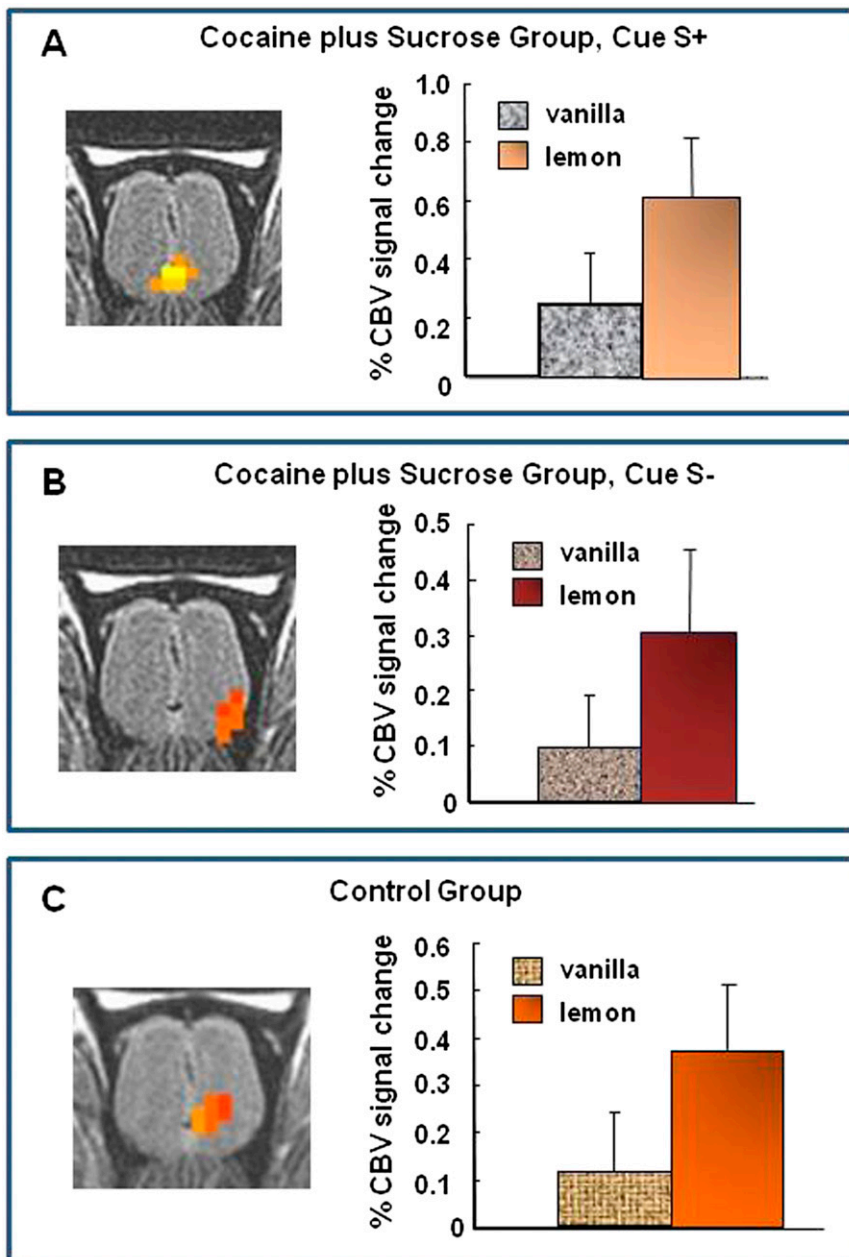 A
Cocaine plus Sucrose Group, Cue S+
% CBV signal change
1.0
0.8
0.6
0.4
0.2
0
vanilla
lemon
B
Cocaine plus Sucrose Group, Cue S-
% CBV signal change
0.5
0.4
0.3
0.2
0.1
0
vanilla
lemon
C
Control Group
% CBV signal change
0.6
0.5
0.4
0.3
0.2
0.1
0
vanilla
lemon